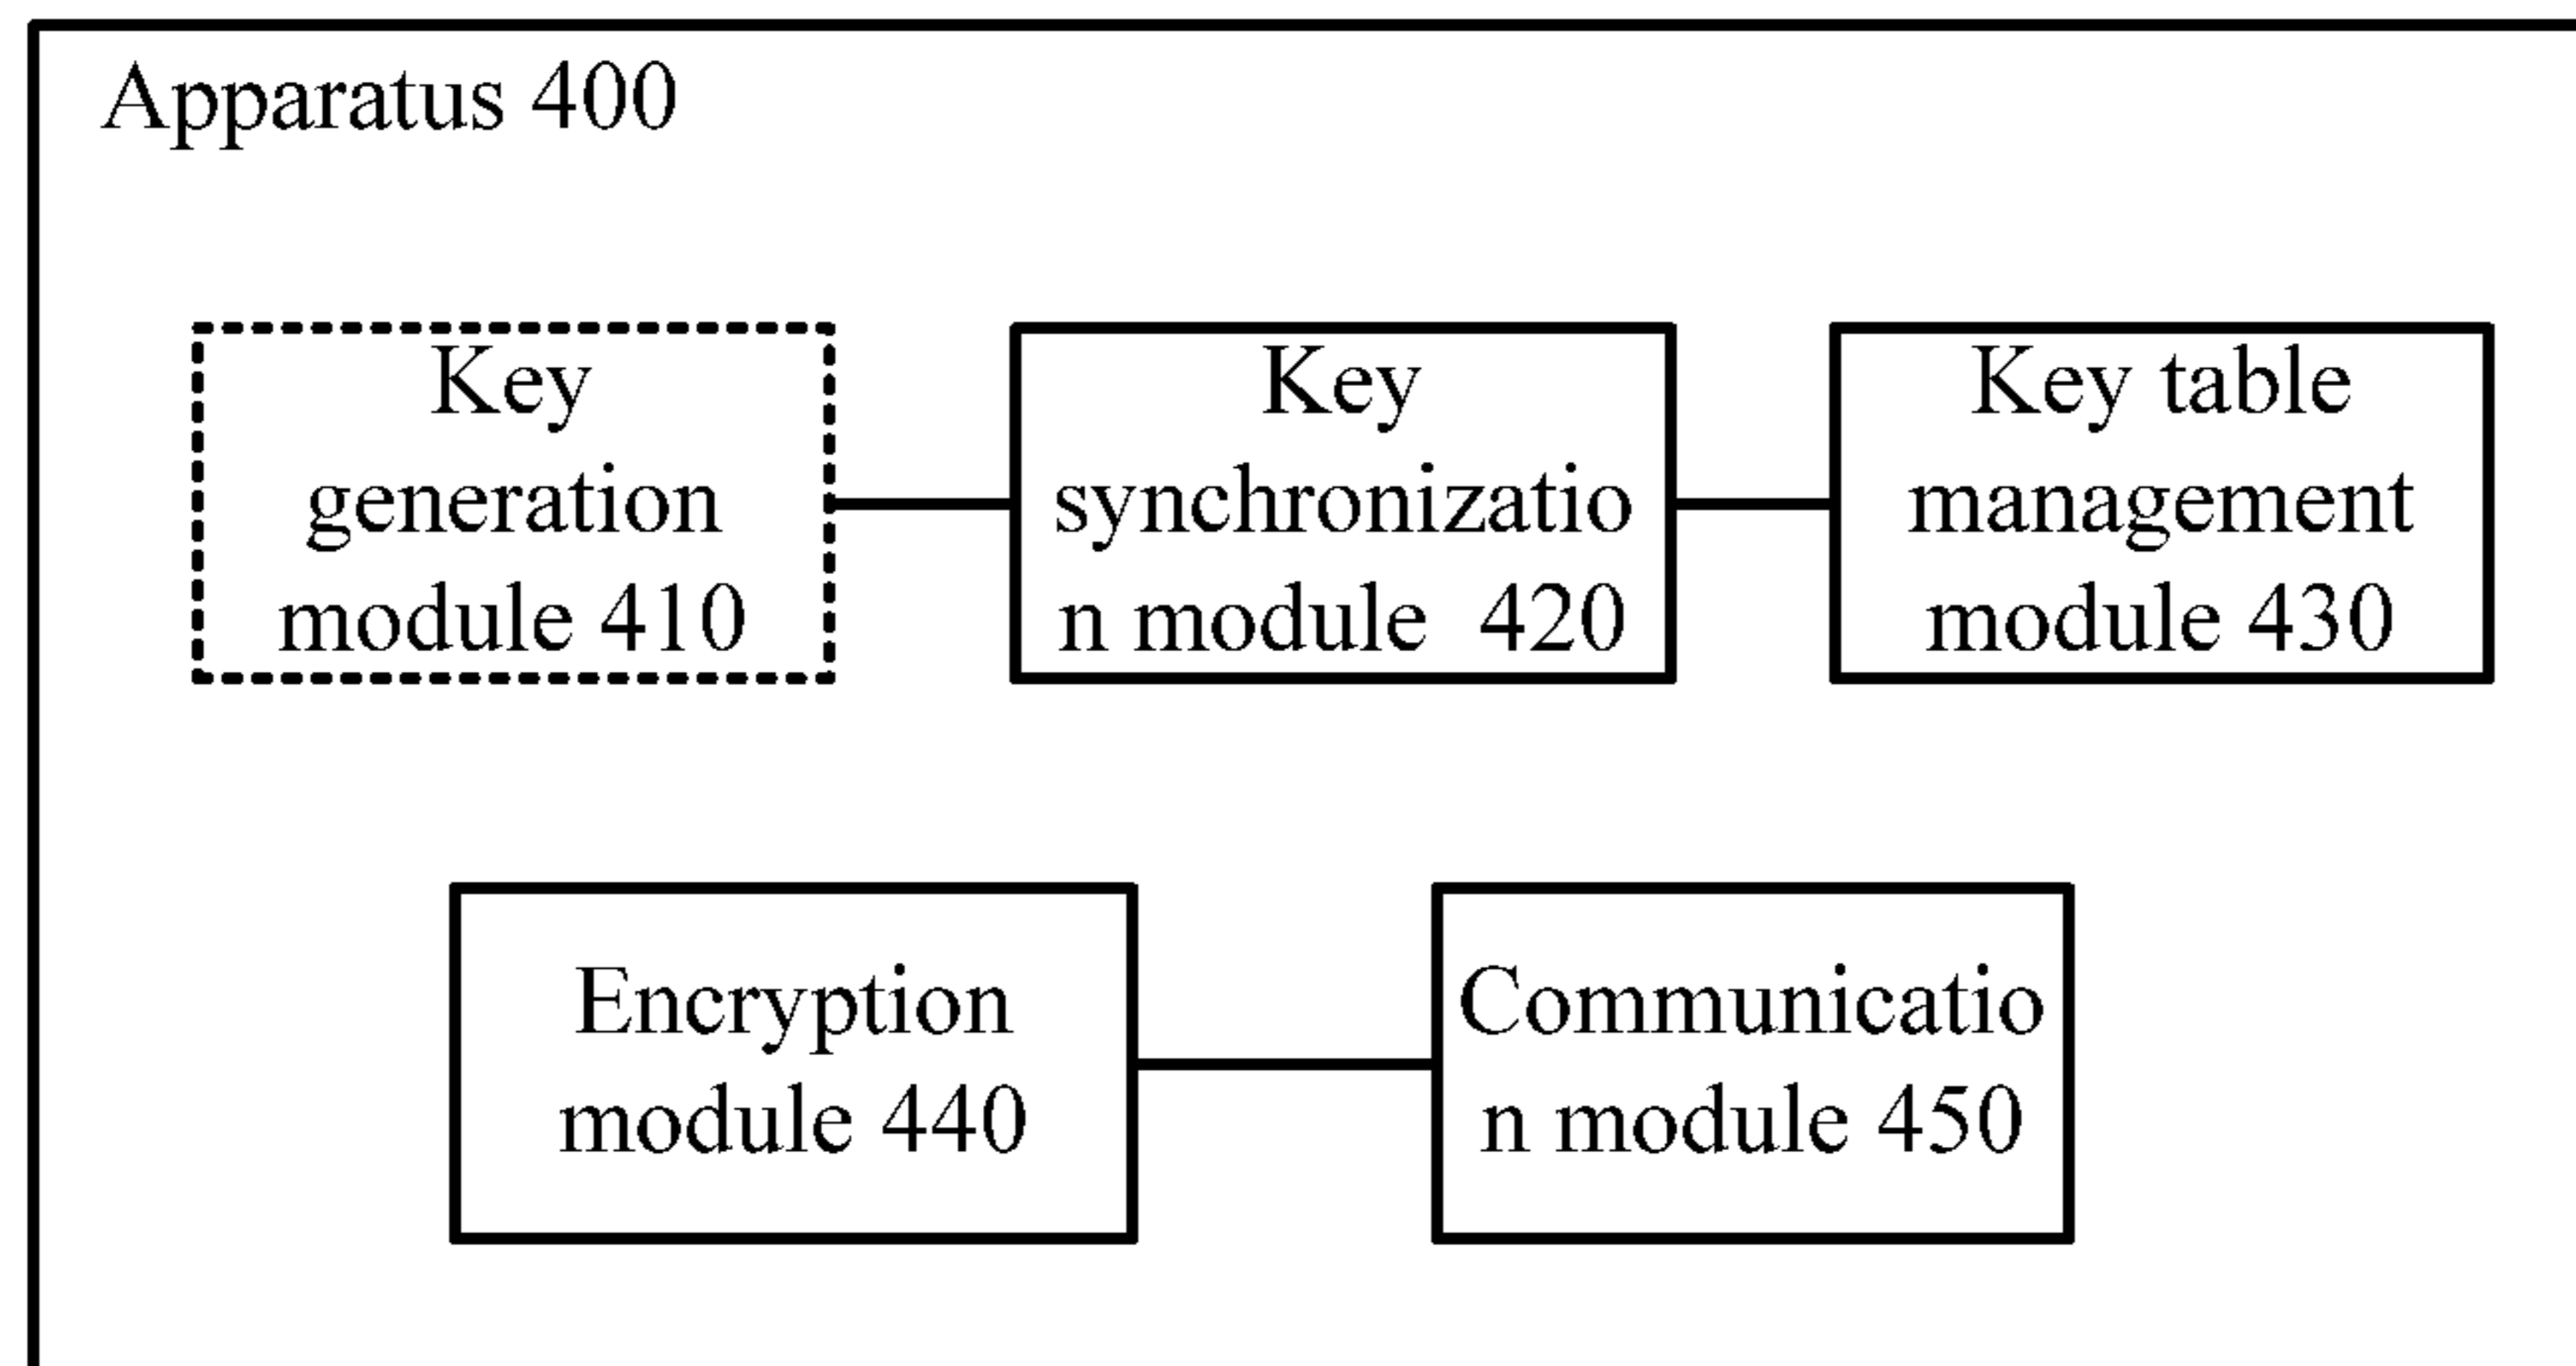 Apparatus 400
Key
generation
module 410
Key
synchronizatio
n module  420
Key table
management
module 430
Encryption
module 440
Communicatio
n module 450